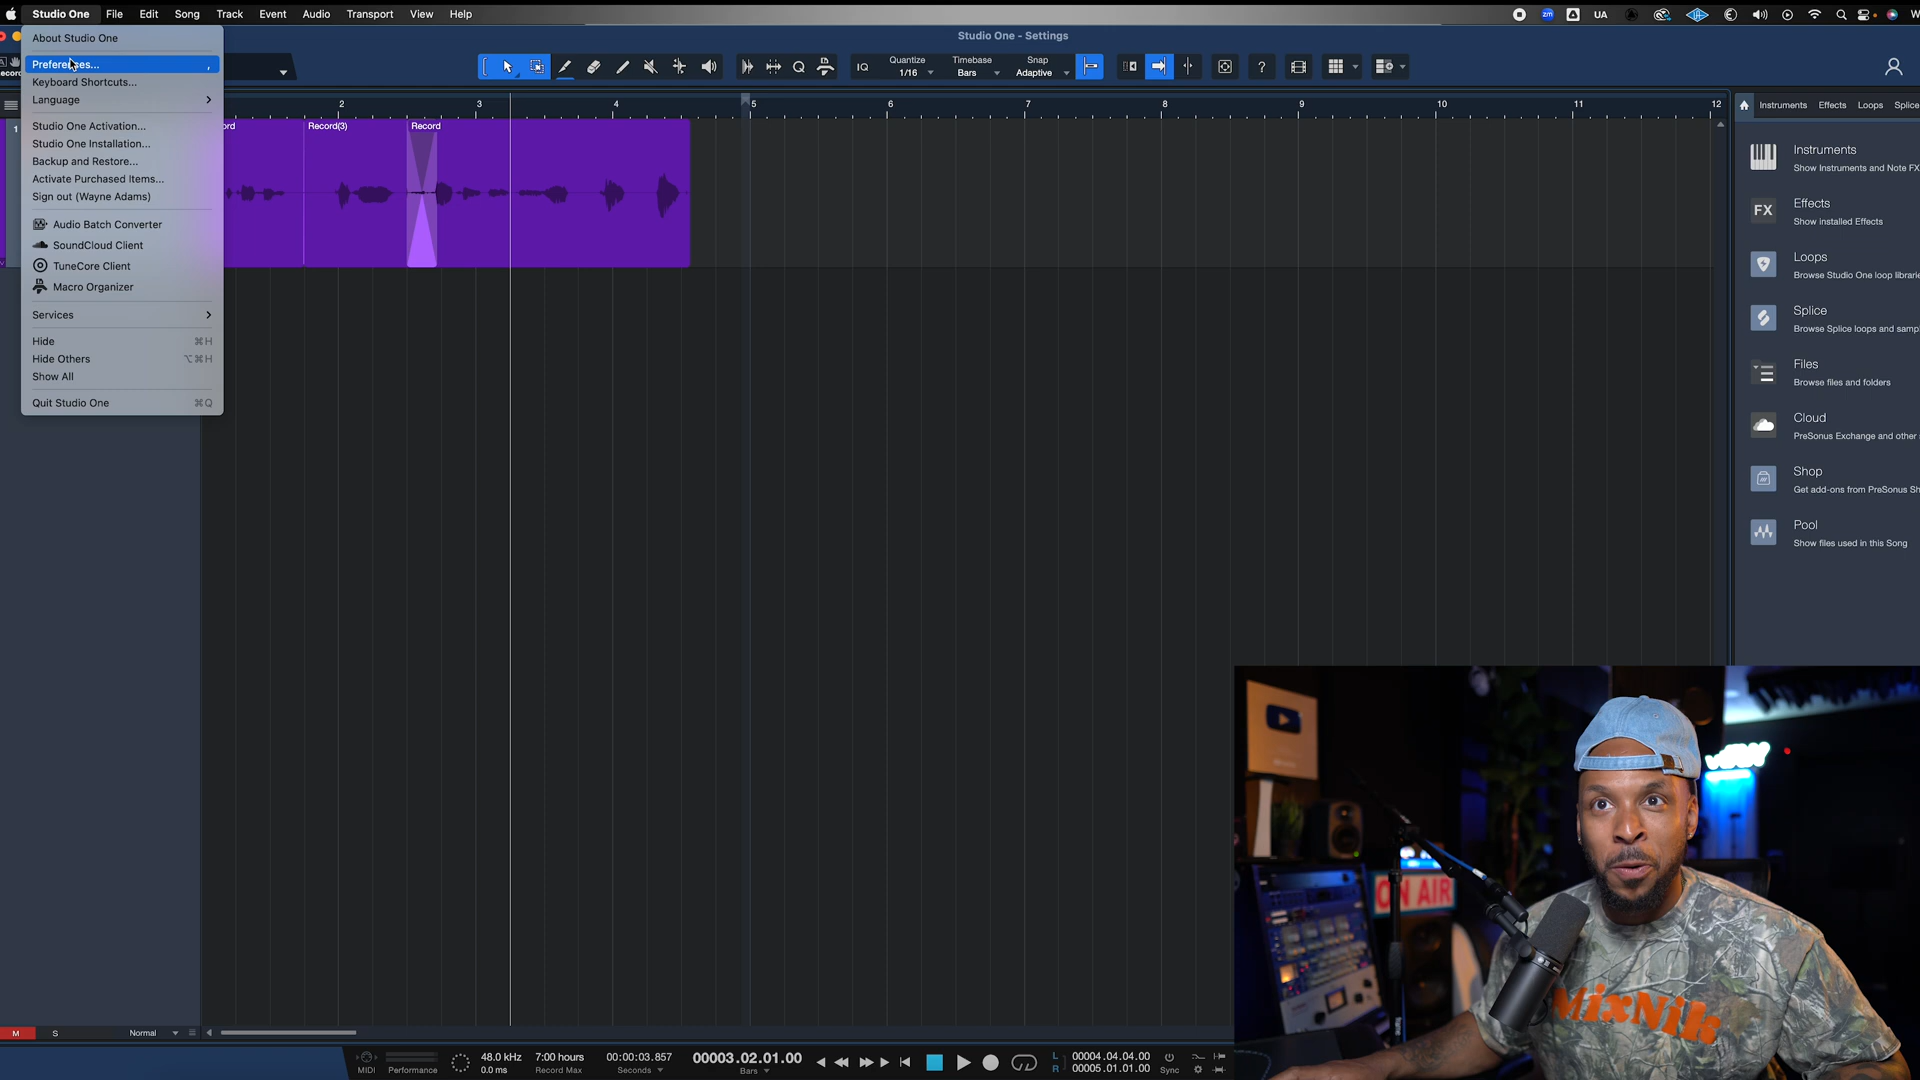 Studio One File Edit Song Track Event Audio Transport View Help
zm UA
Studio One - Settings
About Studio One
Preferences... ,
Keyboard Shortcuts...
Language
Studio One Activation...
Studio One Installation...
Backup and Restore...
Activate Purchased Items...
Sign out (Wayne Adams)
Audio Batch Converter
SoundCloud Client
TuneCore Client
Macro Organizer
Services
Hide ⌘H
Hide Others ⌥⌘H
Show All
Quit Studio One ⌘Q
IQ
Quantize
1/16
Timebase
Bars
Snap
Adaptive
?
2 3 4 5 6 7 8 9 10 11 12
1
ord Record(3) Record
Instruments Effects Loops Splice
Instruments
Show Instruments and Note FX
FX
Effects
Show installed Effects
Loops
Browse Studio One loop librarie
Splice
Browse Splice loops and samp
Files
Browse files and folders
Cloud
PreSonus Exchange and other
Shop
Get add-ons from PreSonus Sh
Pool
Show files used in this Song
ON AIR
MixNik
M S Normal
MIDI
Performance
48.0 kHz
0.0 ms
7:00 hours
Record Max
00:00:03.857
Seconds
00003.02.01.00
Bars
L 00004.04.04.00
R 00005.01.01.00
Sync